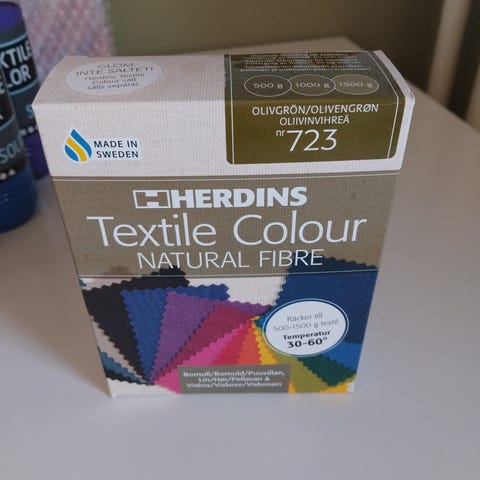 GLÖM
INTE SALTET!
Herdins Textile
Colour salt
säljs separat.
500 g 1000 g 1500 g
OLIVGRÖN/OLIVENGRØN
OLIIVINVIHREÄ
nr 723
MADE IN
SWEDEN
HERDINS
Textile Colour
NATURAL FIBRE
Räcker till
500-1500 g textil
Temperatur
30-60°
Bomull/Bomuld/Puuvillan,
Lin/Hør/Pellavan &
Viskos/Viskose/Viskoosin